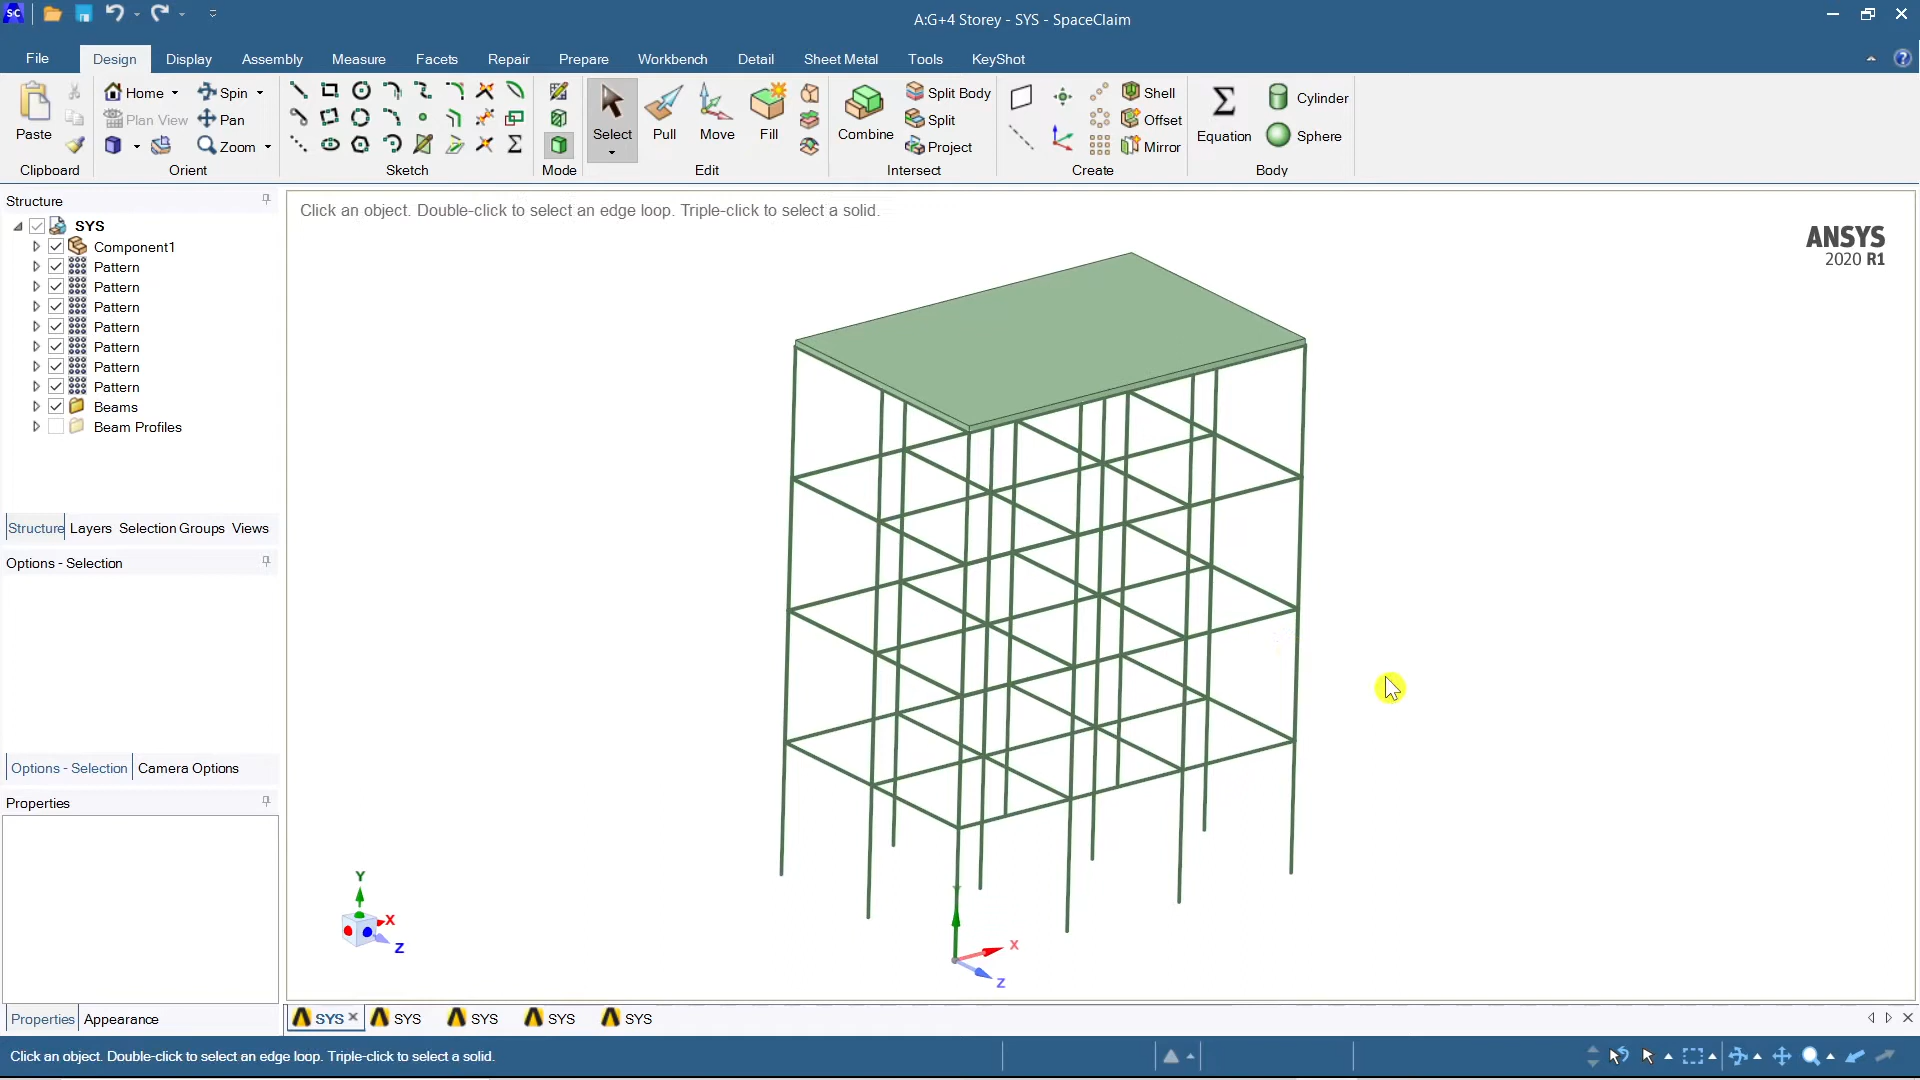 SC
A:G+4 Storey - SYS - SpaceClaim
File Design Display Assembly Measure Facets Repair Prepare Workbench Detail Sheet Metal Tools KeyShot
Paste
Clipboard
Home Spin
Plan View Pan
Zoom
Orient
Sketch
Mode
Select Pull Move Fill
Edit
Combine
Split Body
Split
Project
Intersect
Shell
Offset
Mirror
Create
Equation
Cylinder
Sphere
Body
Structure
SYS
Component1
Pattern
Pattern
Pattern
Pattern
Pattern
Pattern
Pattern
Beams
Beam Profiles
Structure Layers Selection Groups Views
Options - Selection
Options - Selection Camera Options
Properties
Properties Appearance
Click an object. Double-click to select an edge loop. Triple-click to select a solid.
ANSYS
2020 R1
Y
X
Z
Y
X
Z
SYS SYS SYS SYS SYS
Click an object. Double-click to select an edge loop. Triple-click to select a solid.